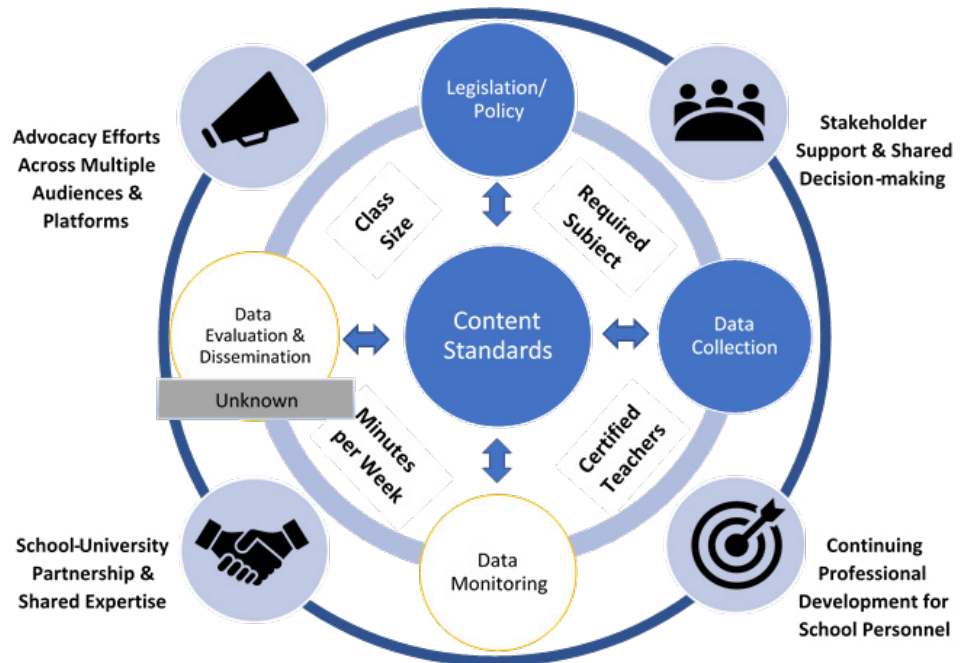 Legislation/
Policy
Advocacy Efforts
Across Multiple
Audiences &
Platforms
Stakeholder
Support & Shared
Decision-making
Class
Size
Required
Subject
Data
Evaluation &
Dissemination
Unknown
Content
Standards
Data
Collection
Minutes
per Week
Certified
Teachers
School-University
Partnership &
Shared Expertise
Data
Monitoring
Continuing
Professional
Development for
School Personnel